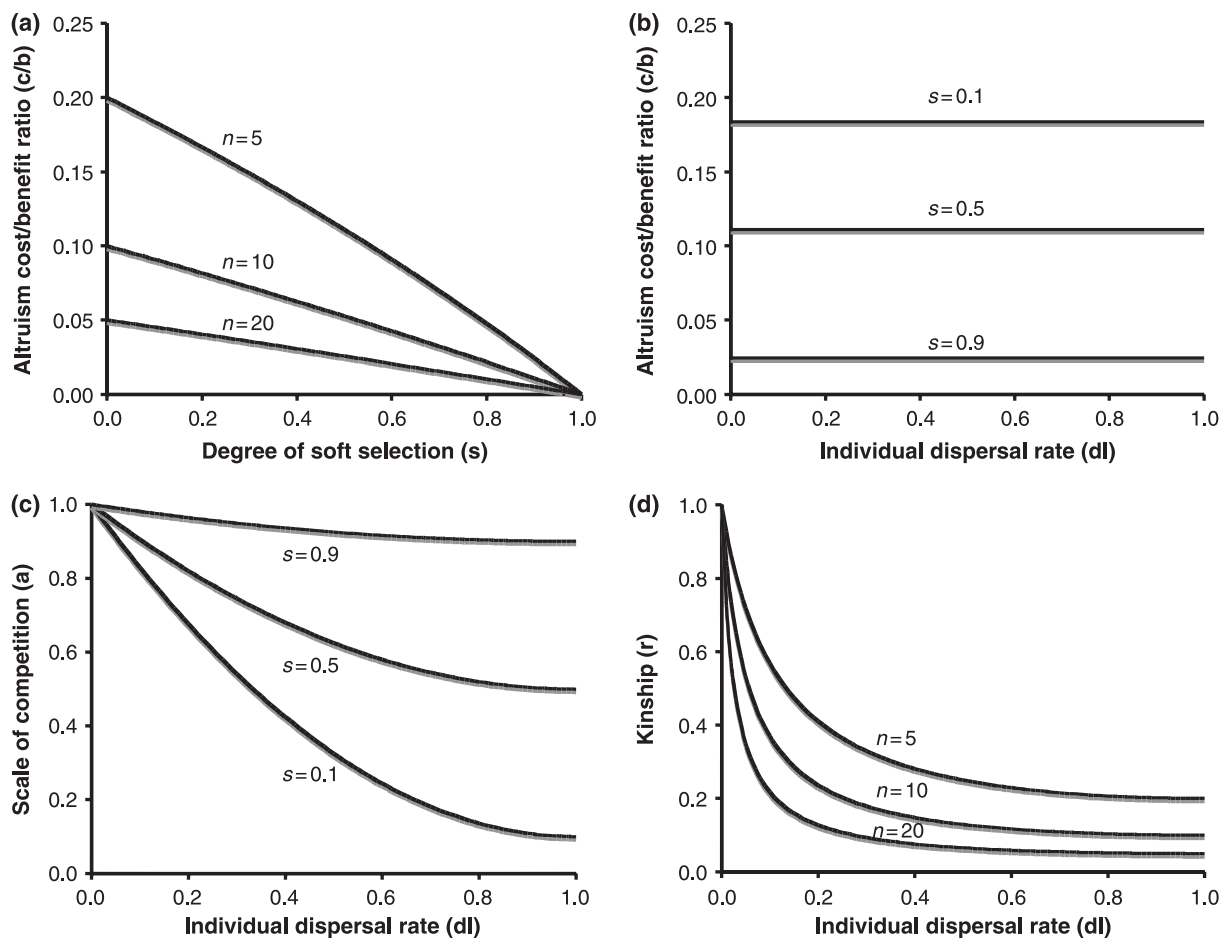 (a)
0.25
0.20
0.15
0.10
0.05
0.00
Altruism cost/benefit ratio (c/b)
n=5
n=10
n=20
0.0 0.2 0.4 0.6 0.8 1.0
Degree of soft selection (s)
(b)
0.25
0.20
0.15
0.10
0.05
0.00
Altruism cost/benefit ratio (c/b)
s=0.1
s=0.5
s=0.9
0.0 0.2 0.4 0.6 0.8 1.0
Individual dispersal rate (dI)
(c)
1.0
0.8
0.6
0.4
0.2
0.0
Scale of competition (a)
s=0.9
s=0.5
s=0.1
0.0 0.2 0.4 0.6 0.8 1.0
Individual dispersal rate (dI)
(d)
1.0
0.8
0.6
0.4
0.2
0.0
Kinship (r)
n=5
n=10
n=20
0.0 0.2 0.4 0.6 0.8 1.0
Individual dispersal rate (dI)